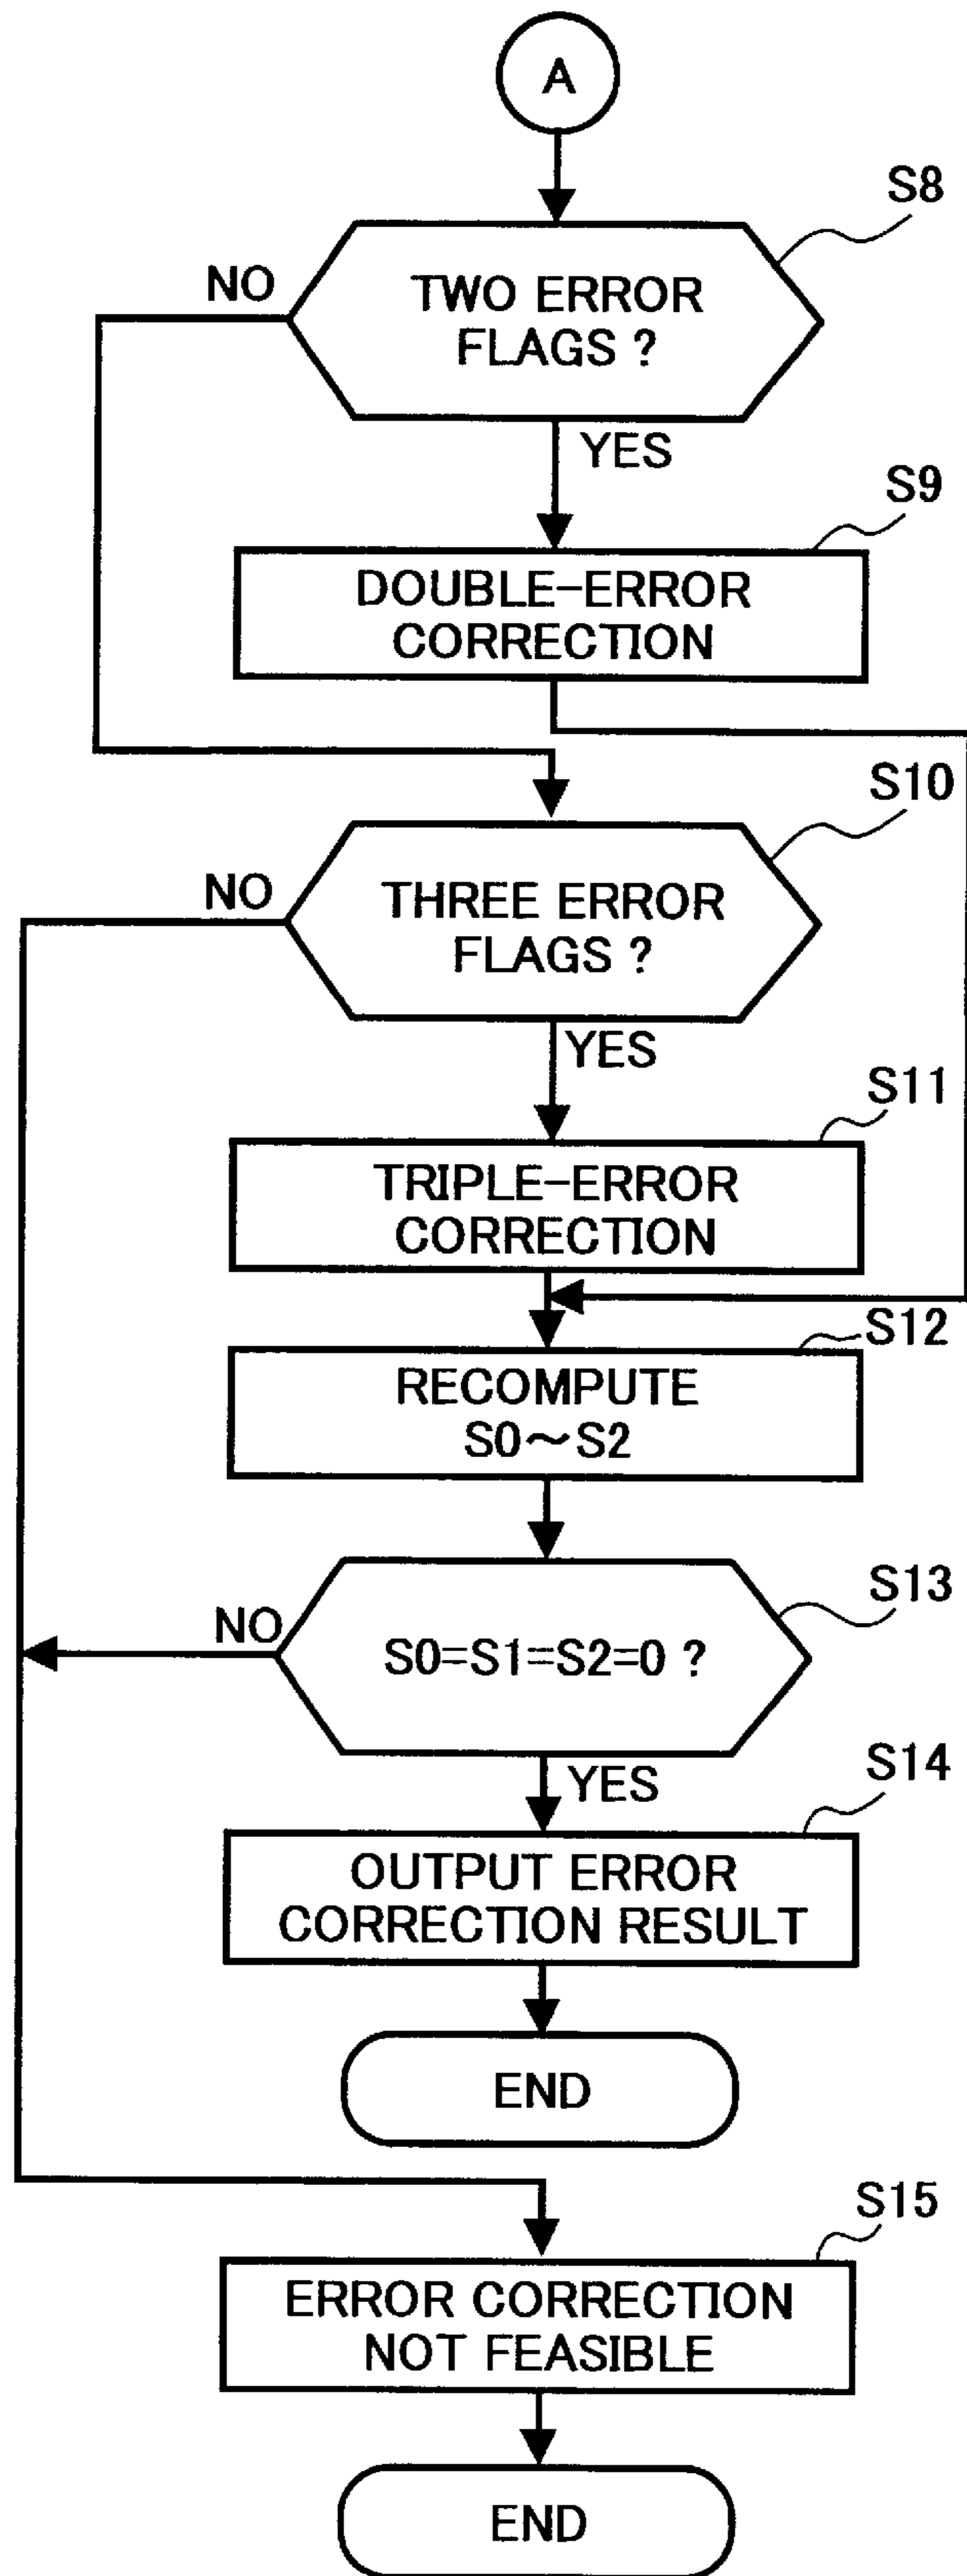 A
S8
NO
TWO ERROR
FLAGS ?
YES
S9
DOUBLE-ERROR
CORRECTION
S10
NO
THREE ERROR
FLAGS ?
YES
S11
TRIPLE-ERROR
CORRECTION
S12
RECOMPUTE
S0~S2
S13
NO
S0=S1=S2=0 ?
YES
S14
OUTPUT ERROR
CORRECTION RESULT
END
S15
ERROR CORRECTION
NOT FEASIBLE
END